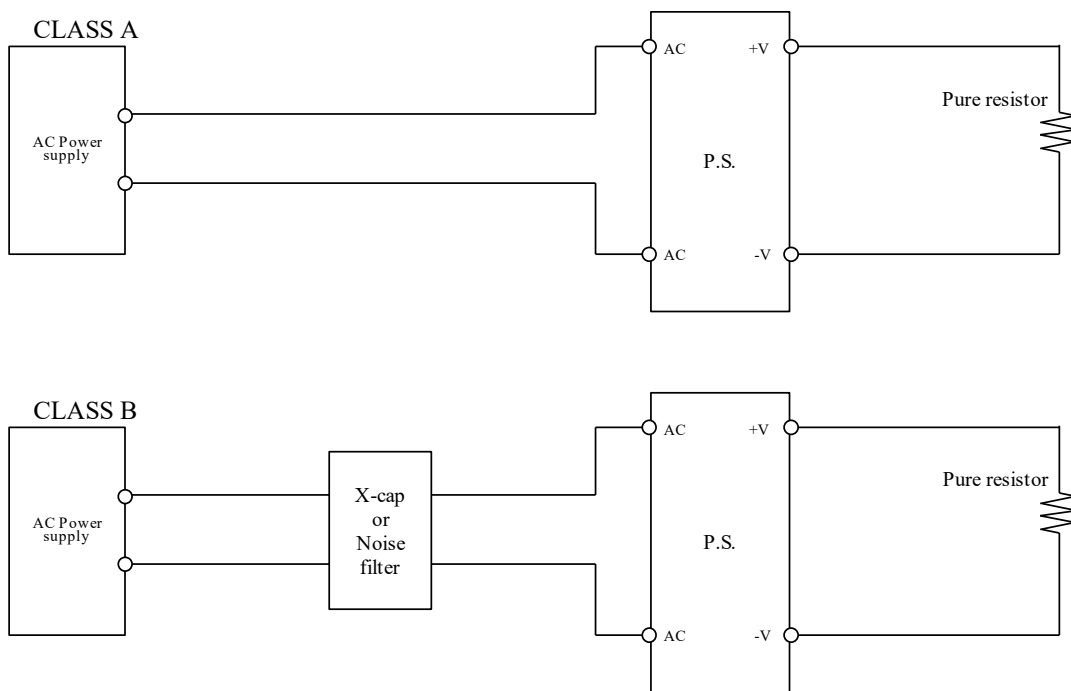 CLASS A
AC Power
supply
AC
+V
Pure resistor
P.S.
AC
-V
CLASS B
AC Power
supply
X-cap
or
Noise
filter
AC
+V
Pure resistor
P.S.
AC
-V